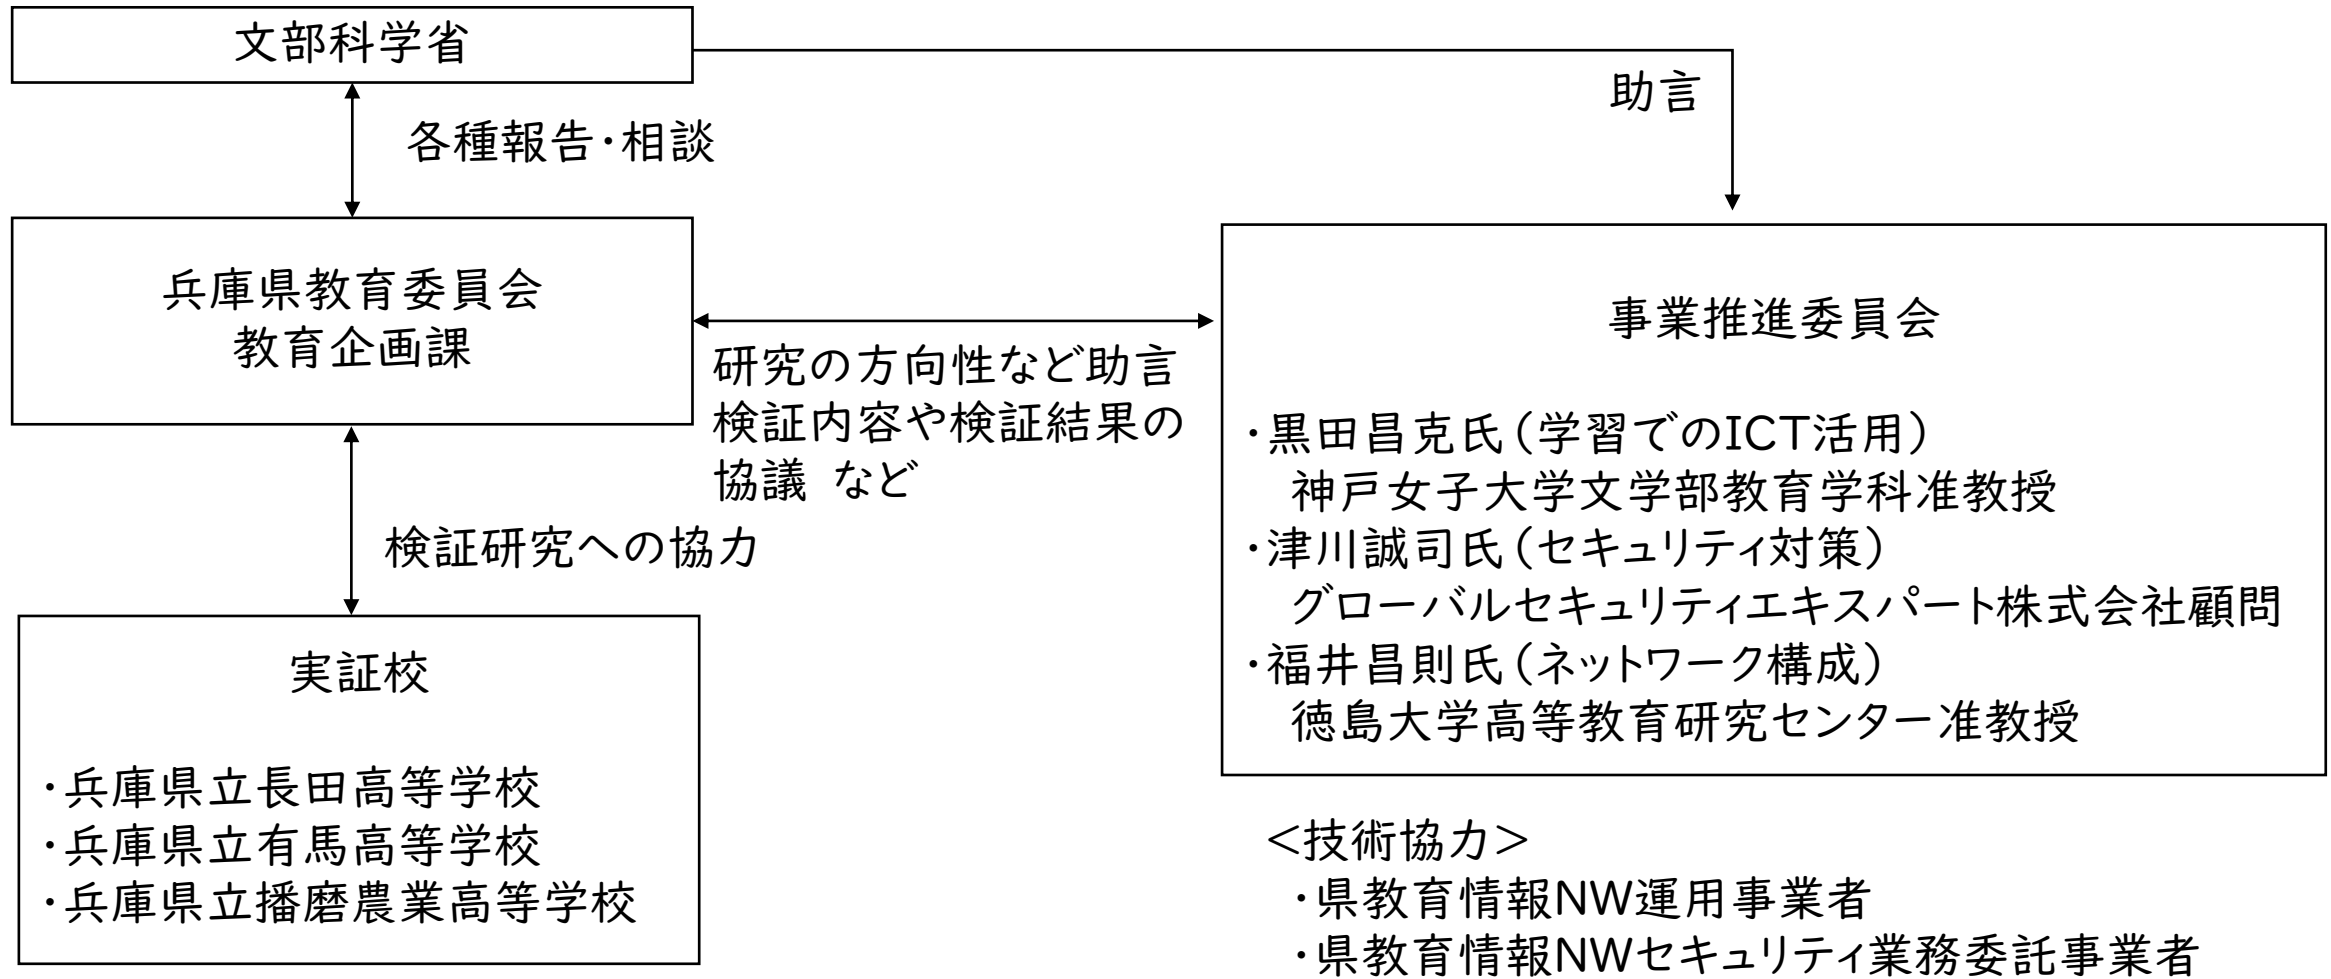 文部科学省
助言
各種報告・相談
兵庫県教育委員会
教育企画課
研究の方向性など助言
検証内容や検証結果の
協議 など
事業推進委員会
・黒田昌克氏（学習でのICT活用）
神戸女子大学文学部教育学科准教授
・津川誠司氏（セキュリティ対策）
グローバルセキュリティエキスパート株式会社顧問
・福井昌則氏（ネットワーク構成）
徳島大学高等教育研究センター准教授
検証研究への協力
実証校
・兵庫県立長田高等学校
・兵庫県立有馬高等学校
・兵庫県立播磨農業高等学校
＜技術協力＞
・県教育情報NW運用事業者
・県教育情報NWセキュリティ業務委託事業者